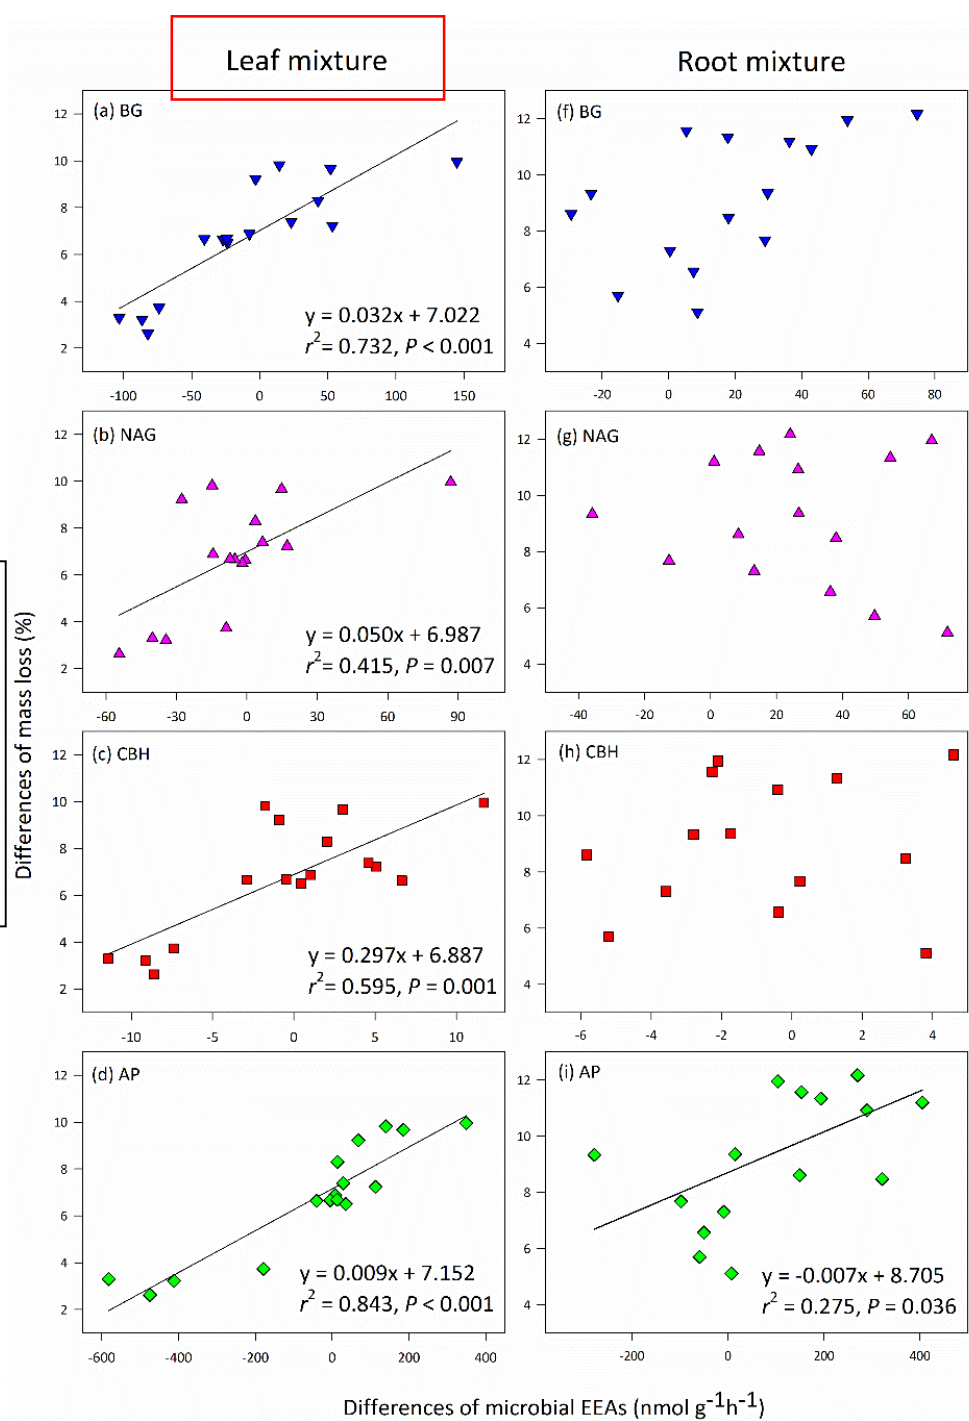 Leaf mixture
Root mixture
(a) BG
12
10
8
6
4
2
y = 0.032x + 7.022
r2= 0.732, P < 0.001
-100 -50 0 50 100 150
(f) BG
12
10
8
6
4
-20 0 20 40 60 80
(b) NAG
12
10
8
6
4
2
y = 0.050x + 6.987
r2= 0.415, P = 0.007
-60 -30 0 30 60 90
(g) NAG
12
10
8
6
4
-40 -20 0 20 40 60
Differences of mass loss (%)
(c) CBH
12
10
8
6
4
2
y = 0.297x + 6.887
r2= 0.595, P = 0.001
-10 -5 0 5 10
(h) CBH
12
10
8
6
4
-6 -4 -2 0 2 4
(d) AP
12
10
8
6
4
2
y = 0.009x + 7.152
r2 = 0.843, P < 0.001
-600 -400 -200 0 200 400
(i) AP
12
10
8
6
4
y = -0.007x + 8.705
r2 = 0.275, P = 0.036
-200 0 200 400
Differences of microbial EEAs (nmol g-1h-1)